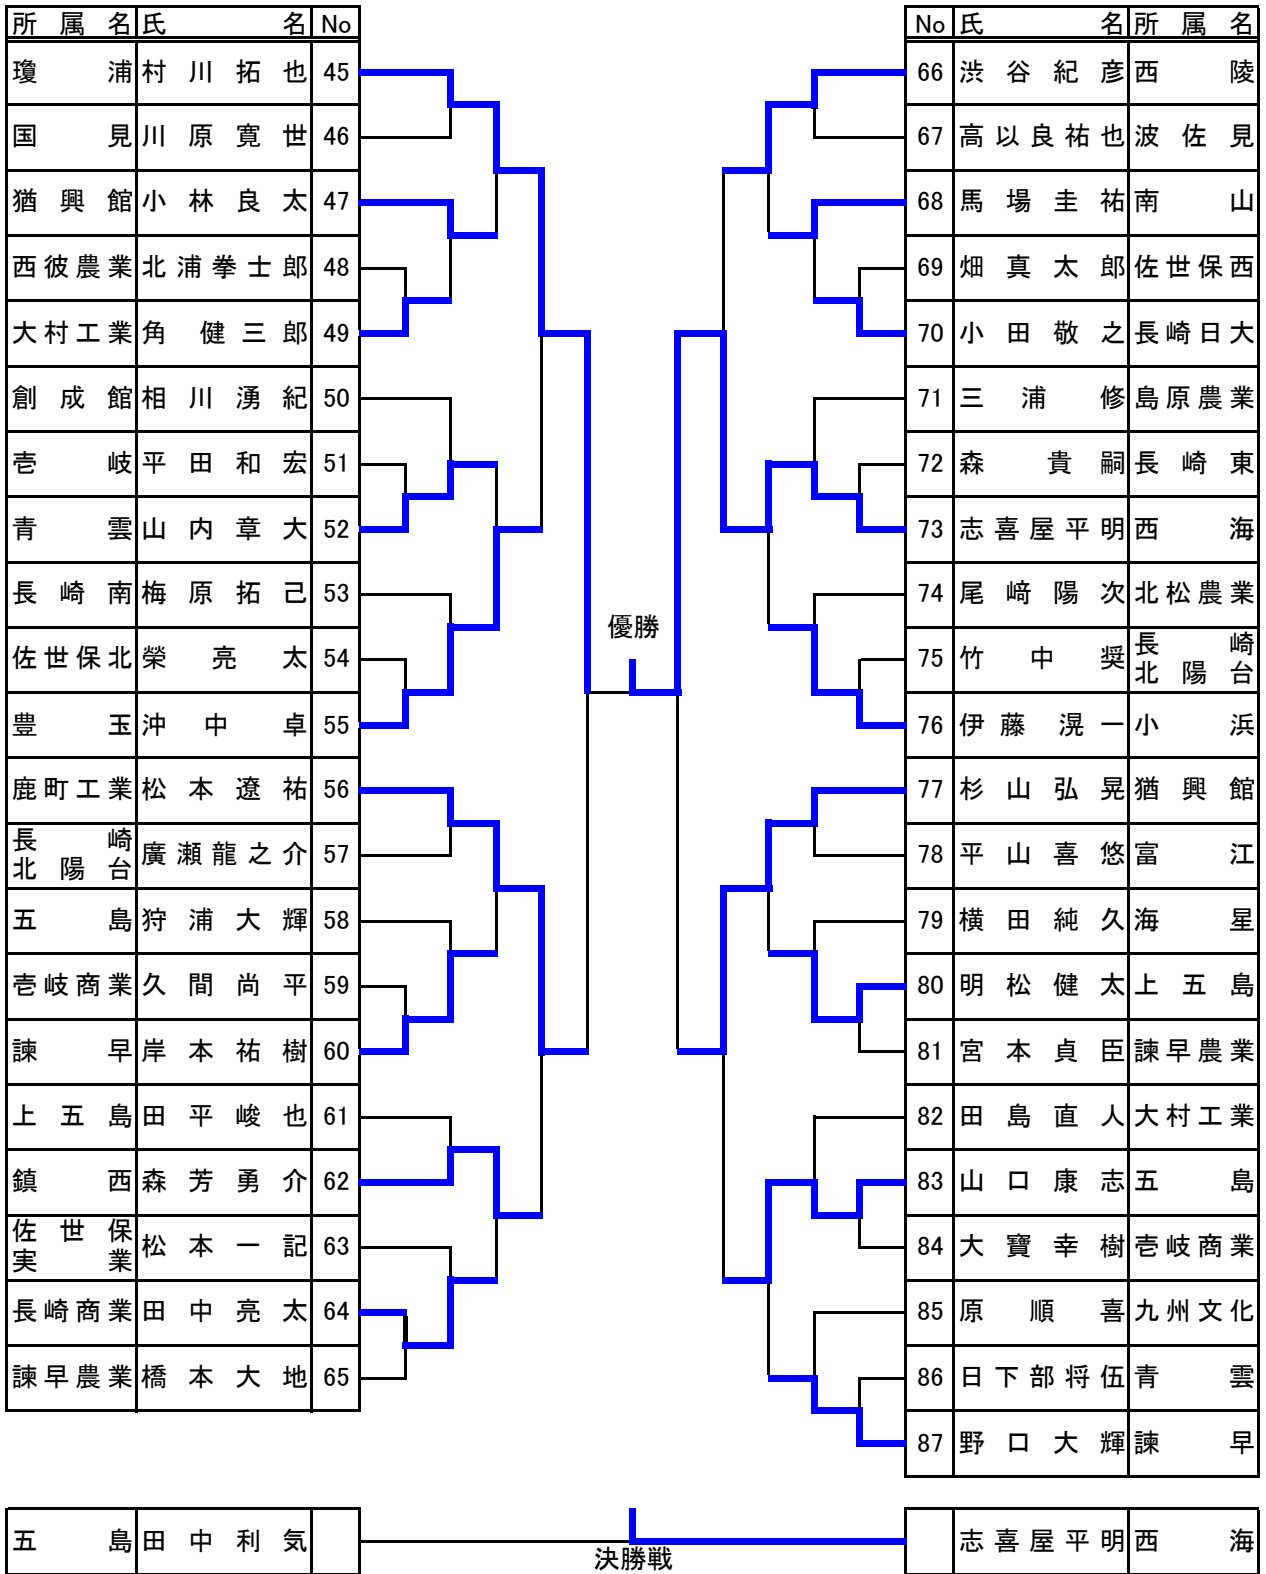 所属名 氏名 No
瓊浦 村川拓也 45
国見 川原寛世 46
猶興館 小林良太 47
西彼農業 北浦拳士郎 48
大村工業 角健三郎 49
創成館 相川湧紀 50
壱岐 平田和宏 51
青雲 山内章大 52
長崎南 梅原拓己 53
佐世保北 榮亮太 54
豊玉 沖中卓 55
鹿町工業 松本遼祐 56
長崎北陽台 廣瀬龍之介 57
五島 狩浦大輝 58
壱岐商業 久間尚平 59
諫早 岸本祐樹 60
上五島 田平峻也 61
鎮西 森芳勇介 62
佐世保実業 松本一記 63
長崎商業 田中亮太 64
諫早農業 橋本大地 65
優勝
No 氏名 所属名
66 渋谷紀彦 西陵
67 高以良祐也 波佐見
68 馬場圭祐 南山
69 畑真太郎 佐世保西
70 小田敬之 長崎日大
71 三浦修 島原農業
72 森貴嗣 長崎東
73 志喜屋平明 西海
74 尾﨑陽次 北松農業
75 竹中奨 長崎北陽台
76 伊藤滉一 小浜
77 杉山弘晃 猶興館
78 平山喜悠 富江
79 横田純久 海星
80 明松健太 上五島
81 宮本貞臣 諫早農業
82 田島直人 大村工業
83 山口康志 五島
84 大寶幸樹 壱岐商業
85 原順喜 九州文化
86 日下部将伍 青雲
87 野口大輝 諫早
五島 田中利気
決勝戦
志喜屋平明 西海